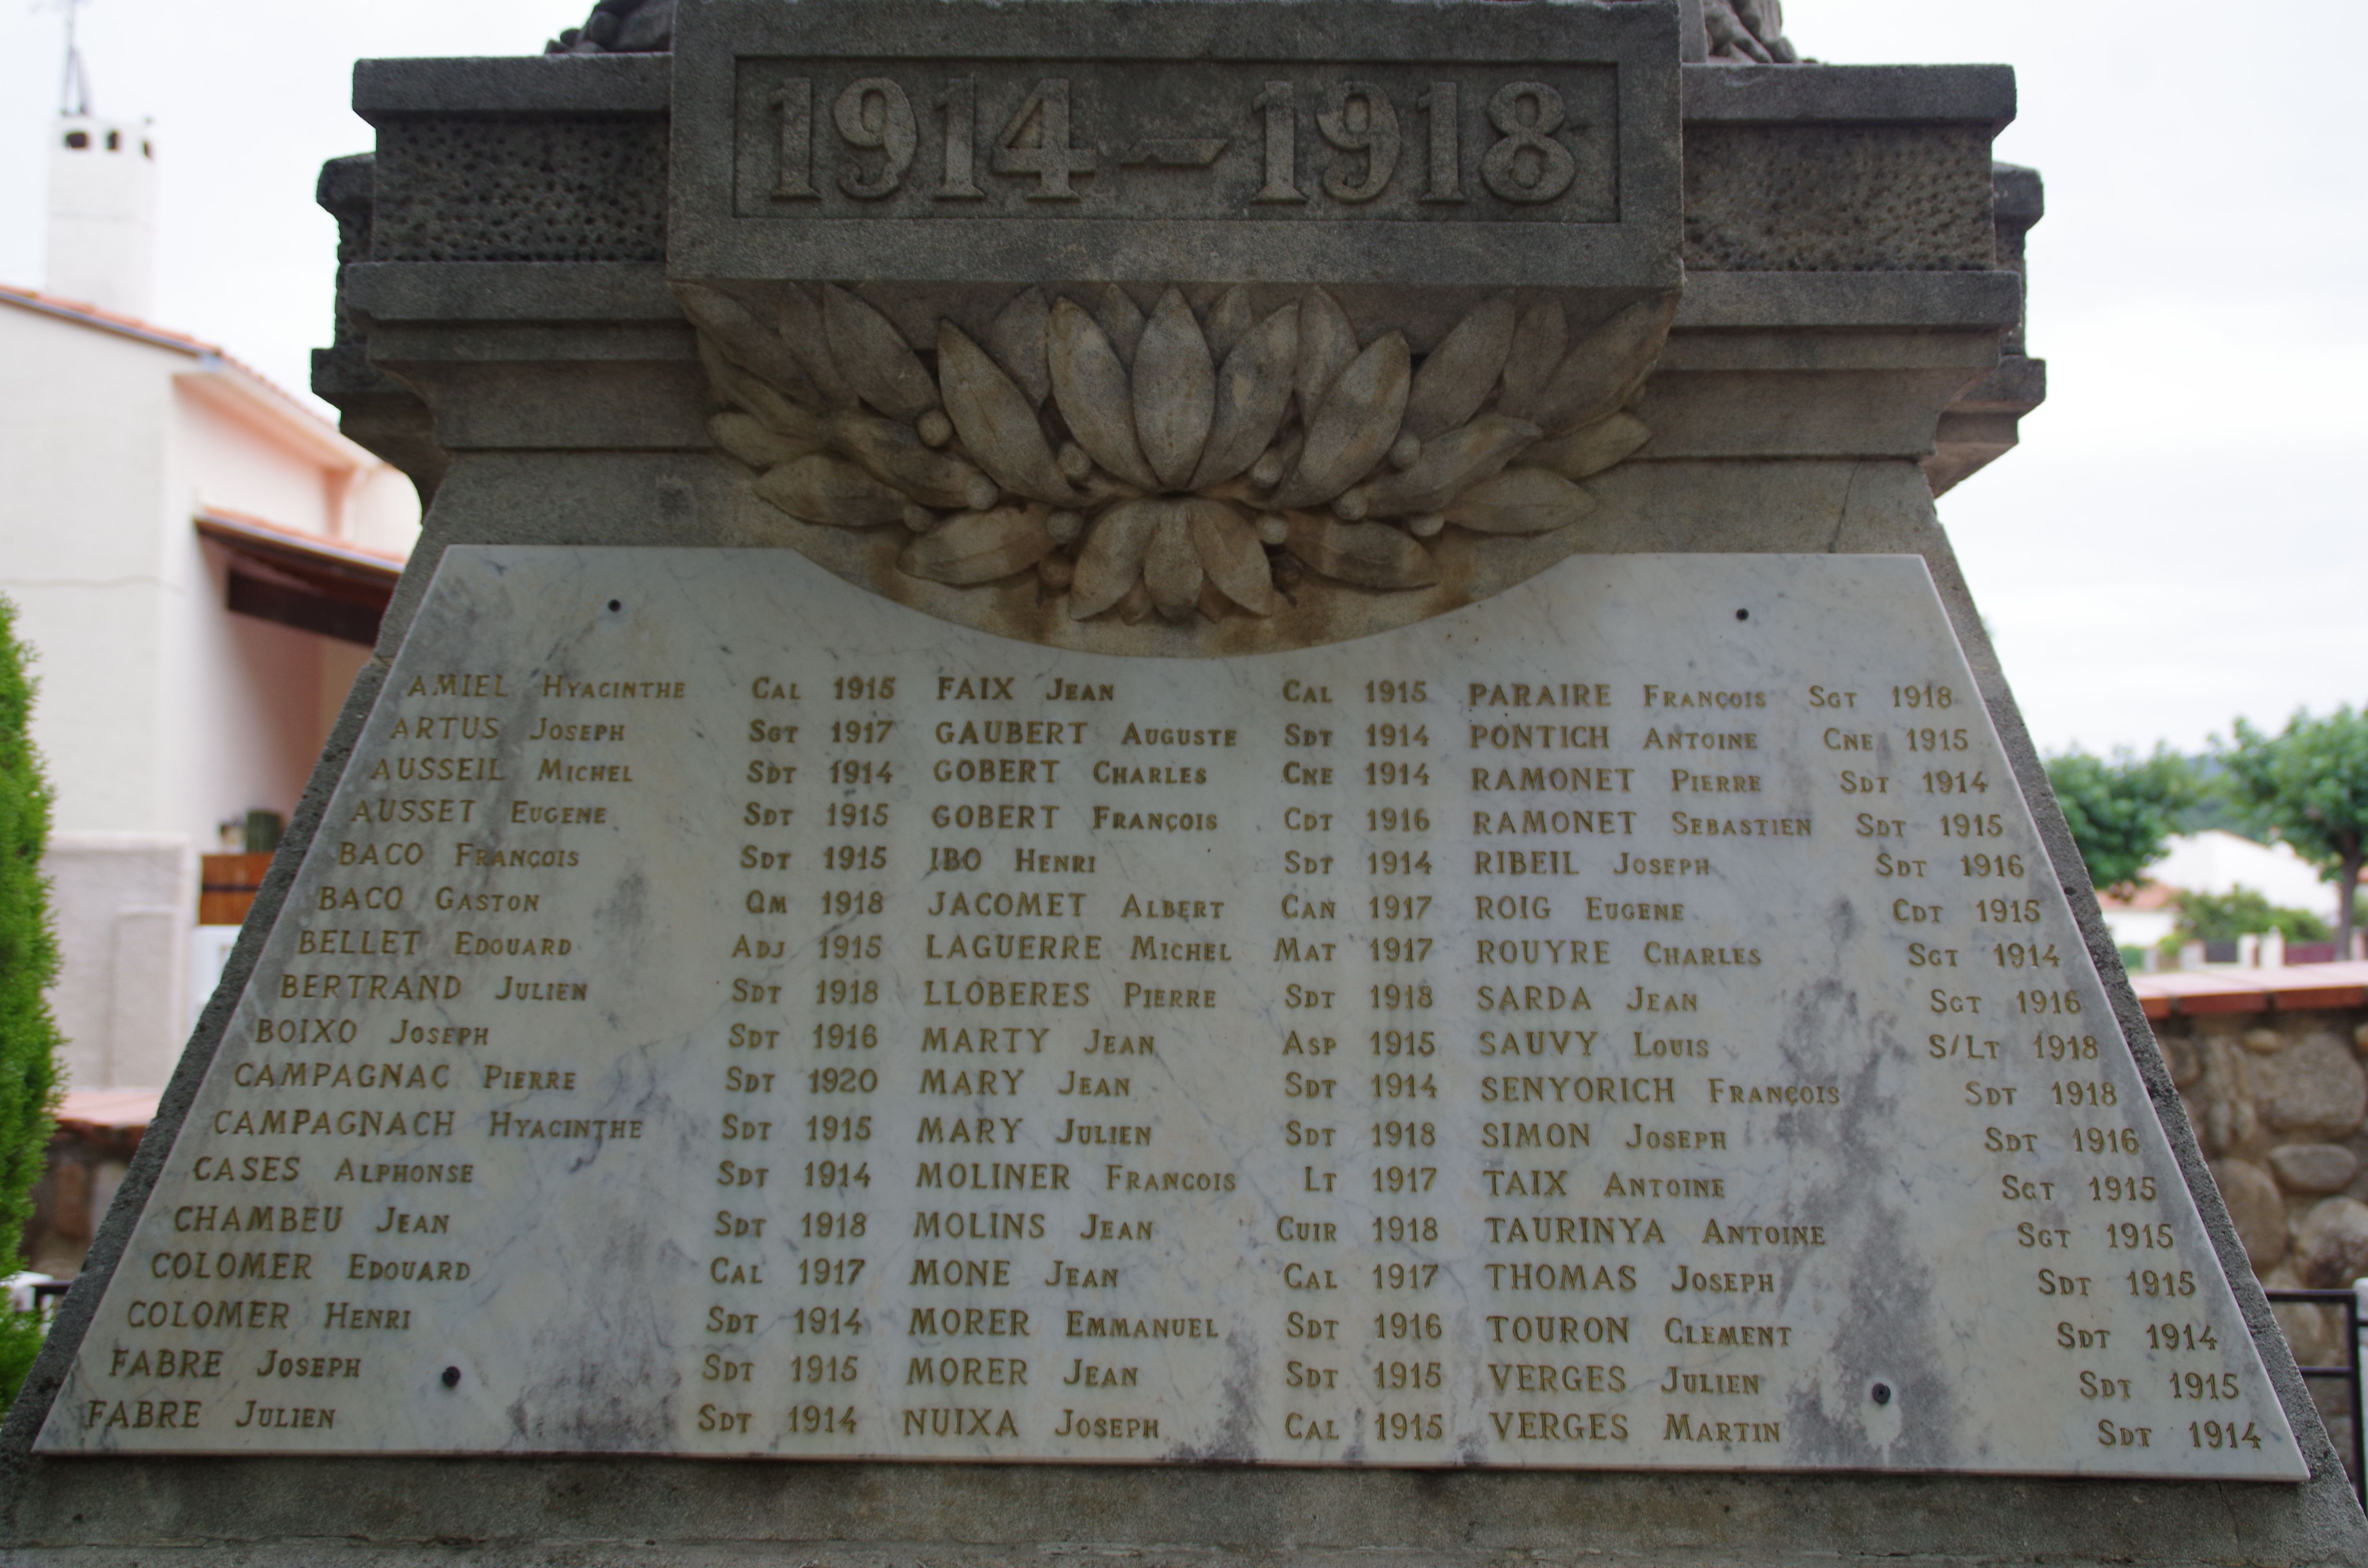 1914-1918
AMIEL HYACINTHE CAL 1915
ARTUS JOSEPH SGT 1917
AUSSEIL MICHEL SDT 1914
AUSSET EUGENE SDT 1915
BACO FRANÇOIS SDT 1915
BACO GASTON QM 1918
BELLET EDOUARD ADJ 1915
BERTRAND JULIEN SDT 1918
BOIXO JOSEPH SDT 1916
CAMPAGNAC PIERRE SDT 1920
CAMPAGNACH HYACINTHE SDT 1915
CASES ALPHONSE SDT 1914
CHAMBEU JEAN SDT 1918
COLOMER EDOUARD CAL 1917
COLOMER HENRI SDT 1914
FABRE JOSEPH SDT 1915
FABRE JULIEN SDT 1914
FAIX JEAN CAL 1915
GAUBERT AUGUSTE SDT 1914
GOBERT CHARLES CNE 1914
GOBERT FRANÇOIS CDT 1916
IBO HENRI SDT 1914
JACOMET ALBERT CAN 1917
LAGUERRE MICHEL MAT 1917
LLOBERES PIERRE SDT 1918
MARTY JEAN ASP 1915
MARY JEAN SDT 1914
MARY JULIEN SDT 1918
MOLINER FRANCOIS LT 1917
MOLINS JEAN CUIR 1918
MONE JEAN CAL 1917
MORER EMMANUEL SDT 1916
MORER JEAN SDT 1915
NUIXA JOSEPH CAL 1915
PARAIRE FRANÇOIS SGT 1918
PONTICH ANTOINE CNE 1915
RAMONET PIERRE SDT 1914
RAMONET SEBASTIEN SDT 1915
RIBEIL JOSEPH SDT 1916
ROIG EUGENE CDT 1915
ROUYRE CHARLES SGT 1914
SARDA JEAN SGT 1916
SAUVY LOUIS S/LT 1918
SENYORICH FRANÇOIS SDT 1918
SIMON JOSEPH SDT 1916
TAIX ANTOINE SGT 1915
TAURINYA ANTOINE SGT 1915
THOMAS JOSEPH SDT 1915
TOURON CLEMENT SDT 1914
VERGES JULIEN SDT 1915
VERGES MARTIN SDT 1914